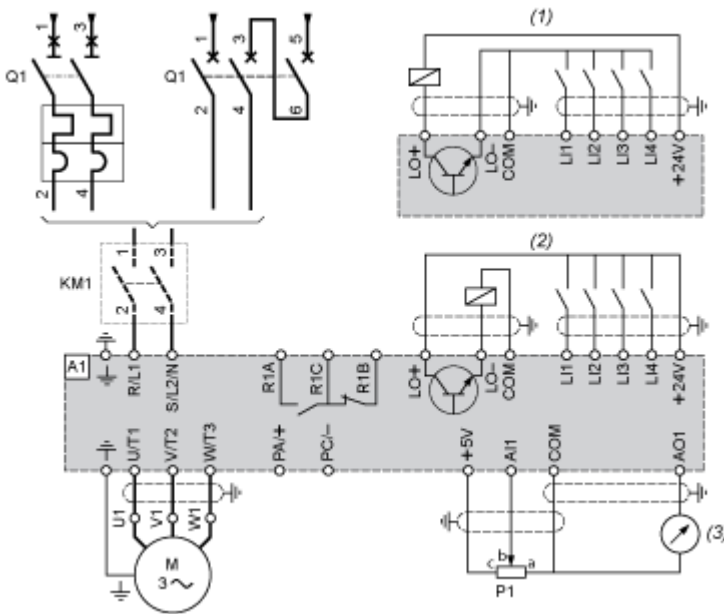 1 3
1 3 5
(1)
Q1
Q1
2 4 6
2 4
LO+ LO- COM LI1 LI2 LI3 LI4 +24V
(2)
1 3
KM1
2 4
A1
R/L1 S/L2/N R1A R1C R1B LO+ LO- COM LI1 LI2 LI3 LI4 +24V
U/T1 V/T2 W/T3 PA/+ PC/- +5V AI1 COM AO1
U1 V1 W1
(3)
M
3~
c b a
P1